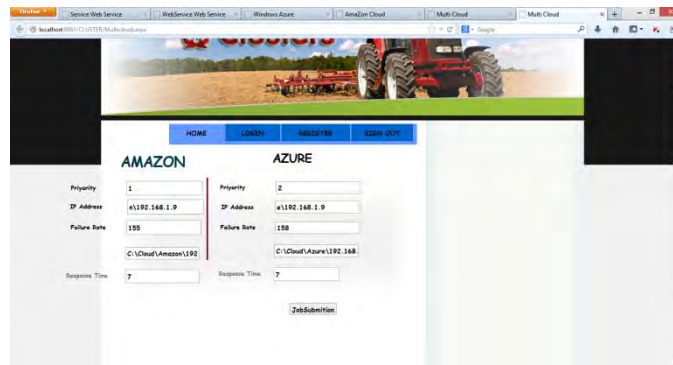 Firefox
Service Web Service
WebService Web Service
Windows Azure
AmaZon Cloud
Multi Cloud
Multi Cloud
Google
Clusters
HOME LOGIN REGISTER SIGN OUT
AMAZON AZURE
Priyarity 1 Priyarity 2
IP Address e\192.168.1.9 IP Address e\192.168.1.9
Failure Rate 155 Failure Rate 158
C:\Cloud\Amazon\192 C:\Cloud\Azure\192.168.
Response Time 7 Response Time 7
JobSubmition